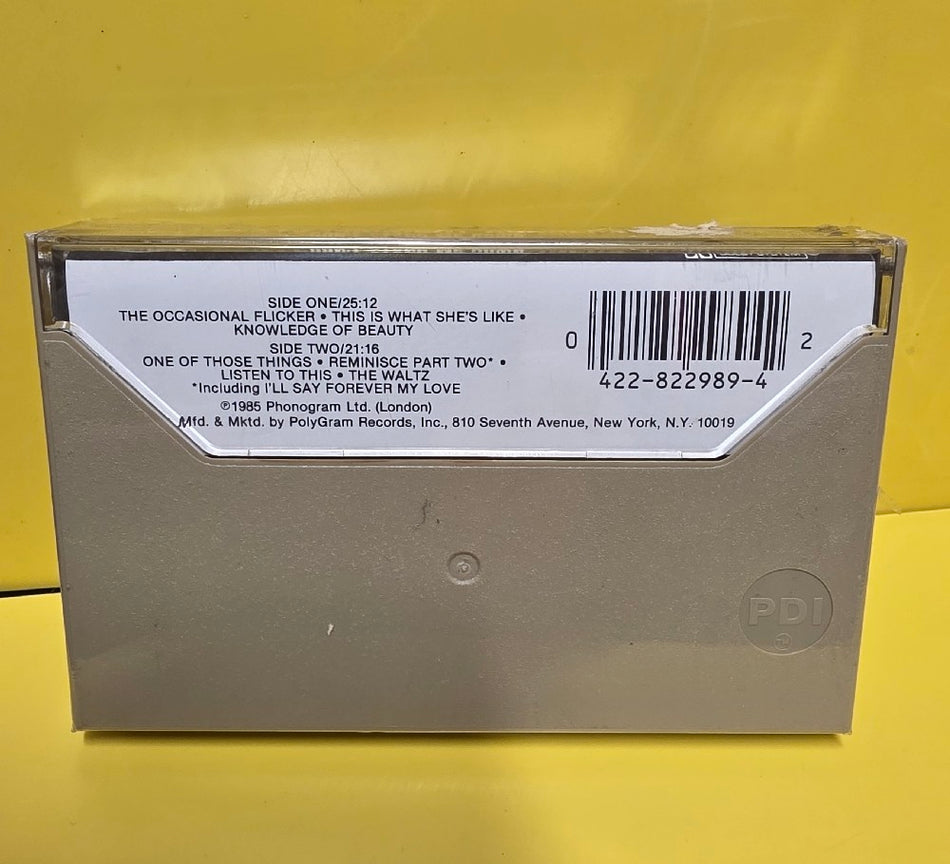 SIDE ONE/25:12
THE OCCASIONAL FLICKER • THIS IS WHAT SHE'S LIKE •
KNOWLEDGE OF BEAUTY
SIDE TWO/21:16
ONE OF THOSE THINGS • REMINISCE PART TWO* •
LISTEN TO THIS • THE WALTZ
*Including I'LL SAY FOREVER MY LOVE
℗1985 Phonogram Ltd. (London)
Mfd. & Mktd. by PolyGram Records, Inc., 810 Seventh Avenue, New York, N.Y. 10019
0 2
422-822989-4
PDI